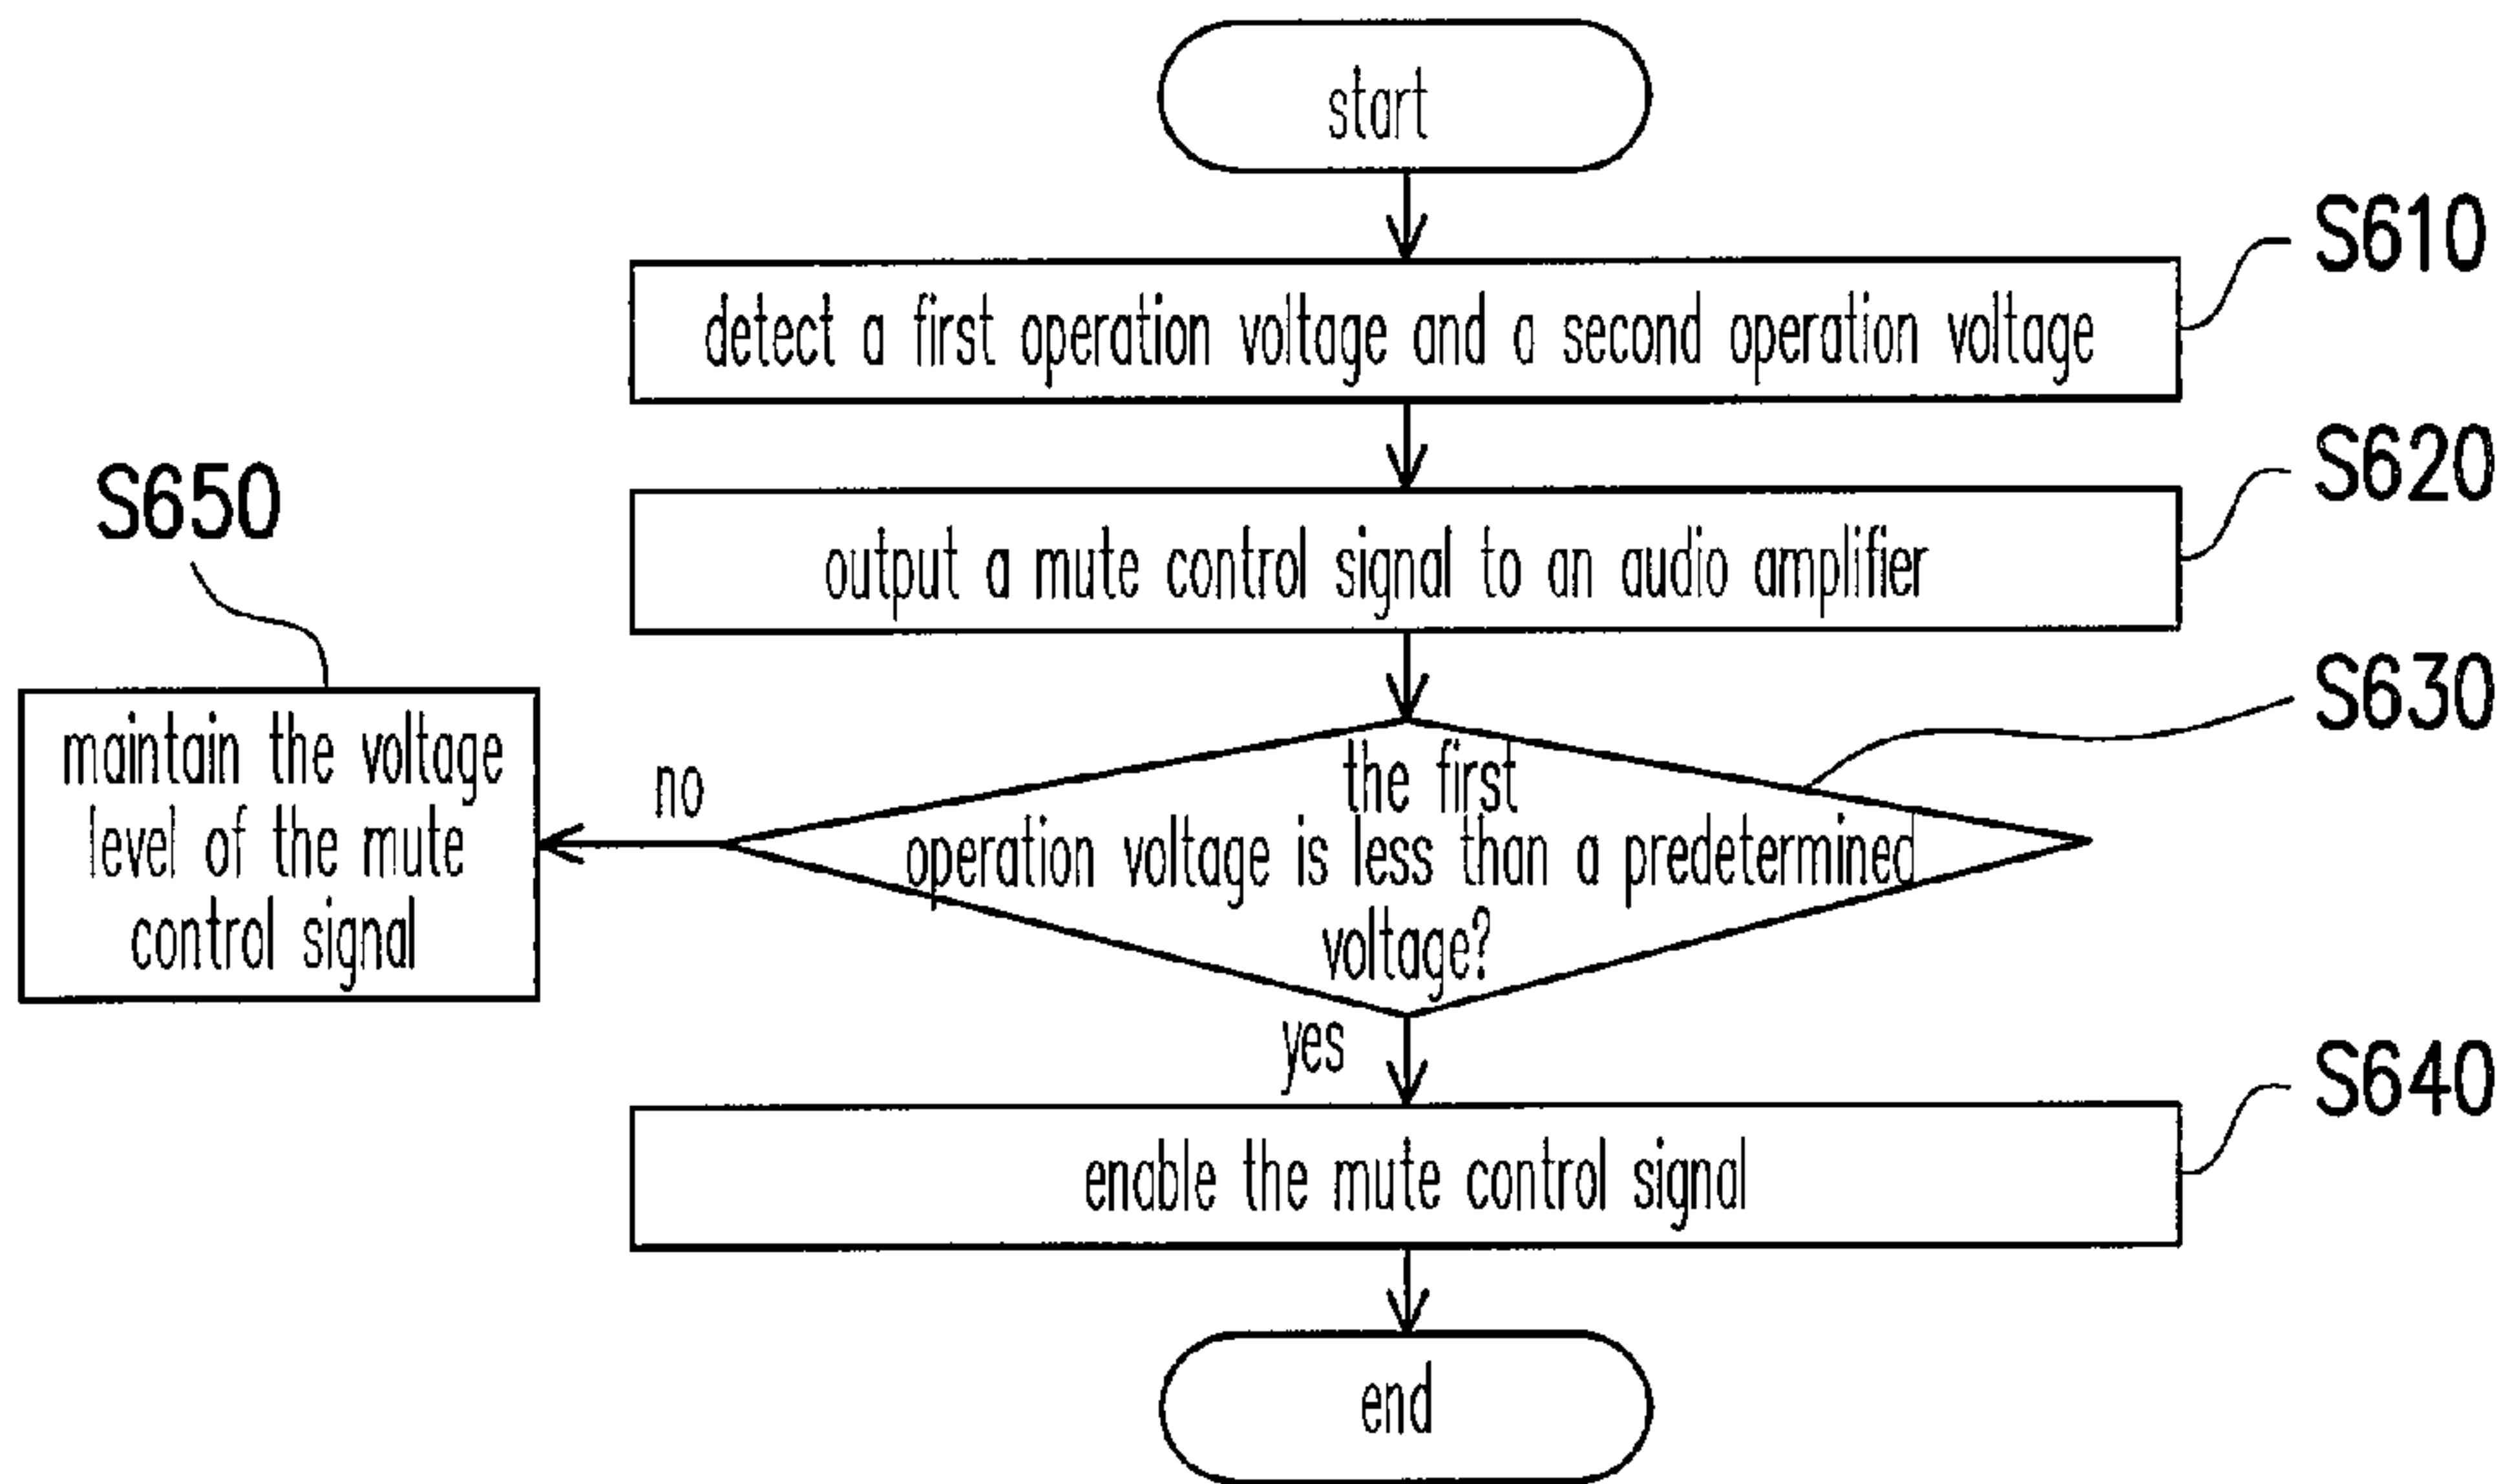 start
S610
detect a first operation voltage and a second operation voltage
S620
output a mute control signal to an audio amplifier
S650
S630
maintain the voltage
level of the mute
control signal
no
the first
operation voltage is less than a predetermined
voltage?
yes
S640
enable the mute control signal
end